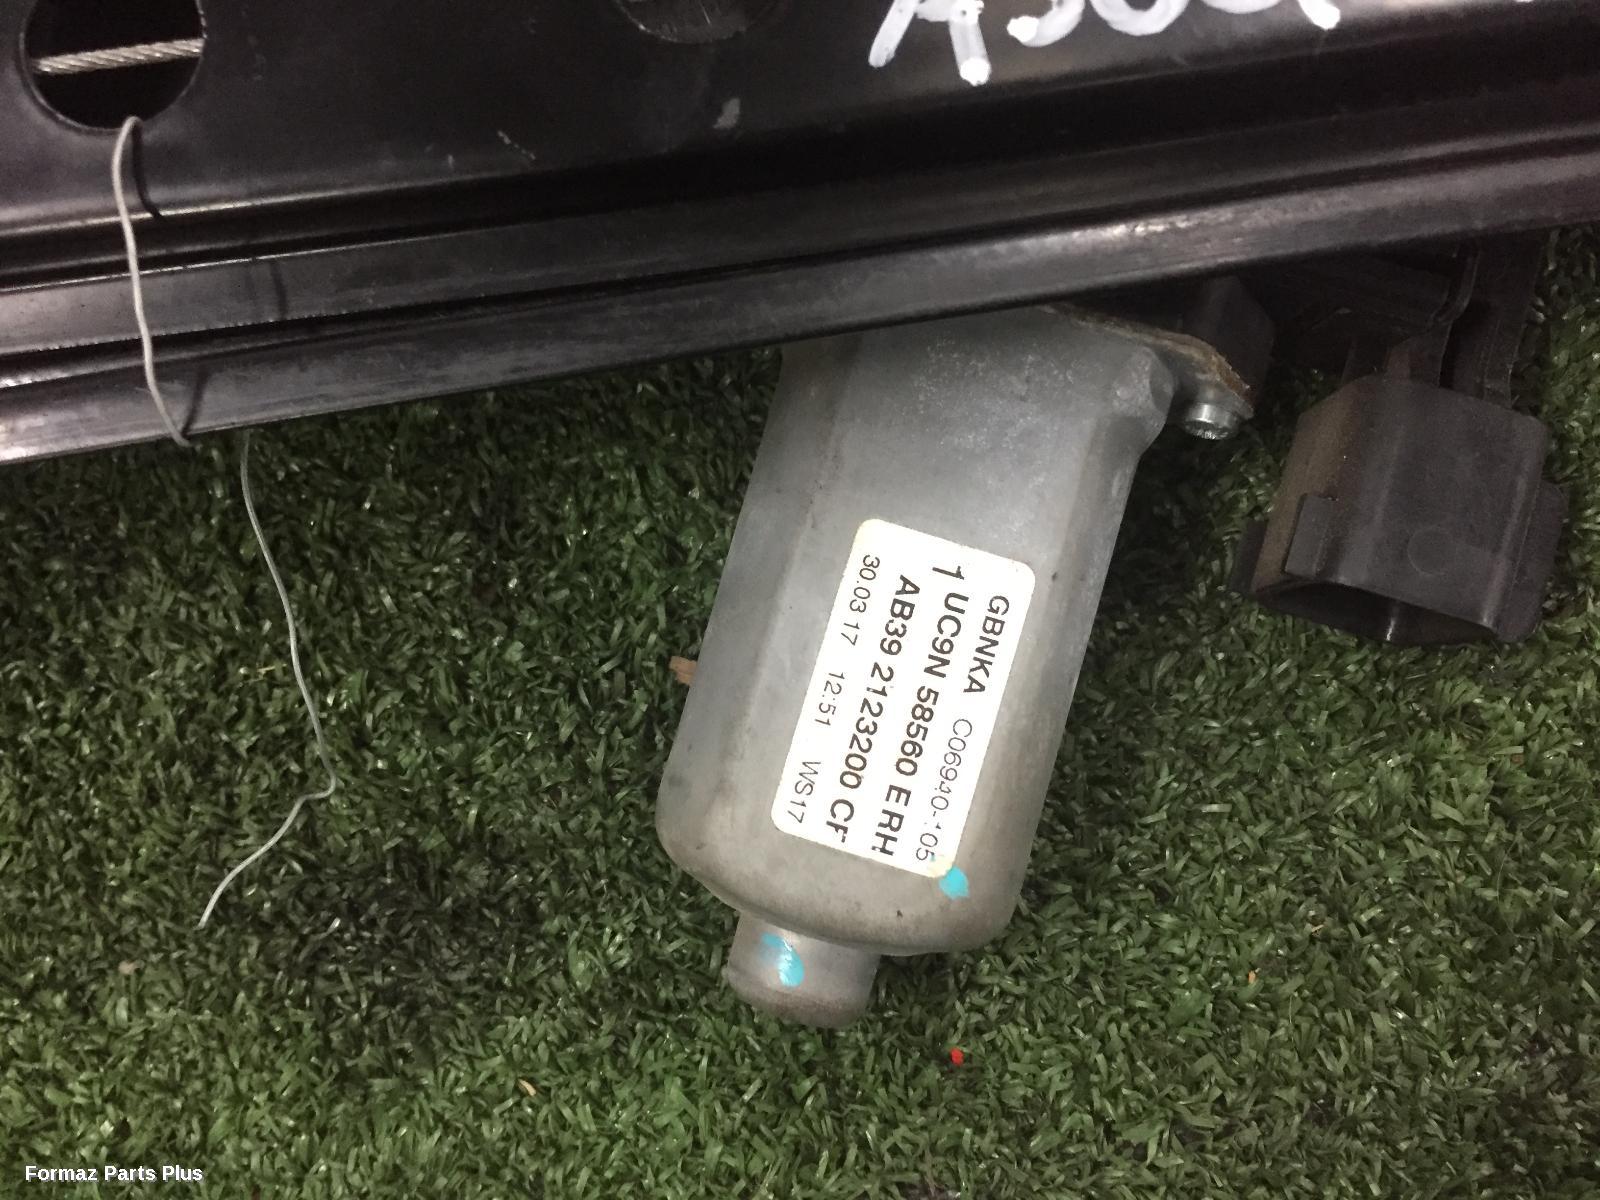 GBNKA C06940-105
1 UC9N 58560 E RH
AB39 2123200 CF
30.03.17 12:51 WS17
Formaz Parts Plus